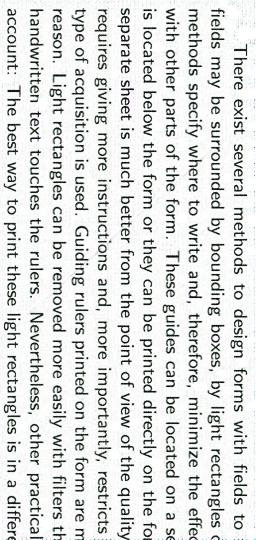 There exist several methods to design forms with fields to
fields may be surrounded by bounding boxes, by light rectangles
methods specify where to write and, therefore, minimize the effec
with other parts of the form. These guides can be located on a se
is located below the form or they can be printed directly on the fo
separate sheet is much better from the point of view of the quality
requires giving more instructions and, more importantly, restricts
type of acquisition is used. Guiding rulers printed on the form are m
reason. Light rectangles can be removed more easily with filters th
handwritten text touches the rulers. Nevertheless, other practical
account: The best way to print these light rectangles is in a differe